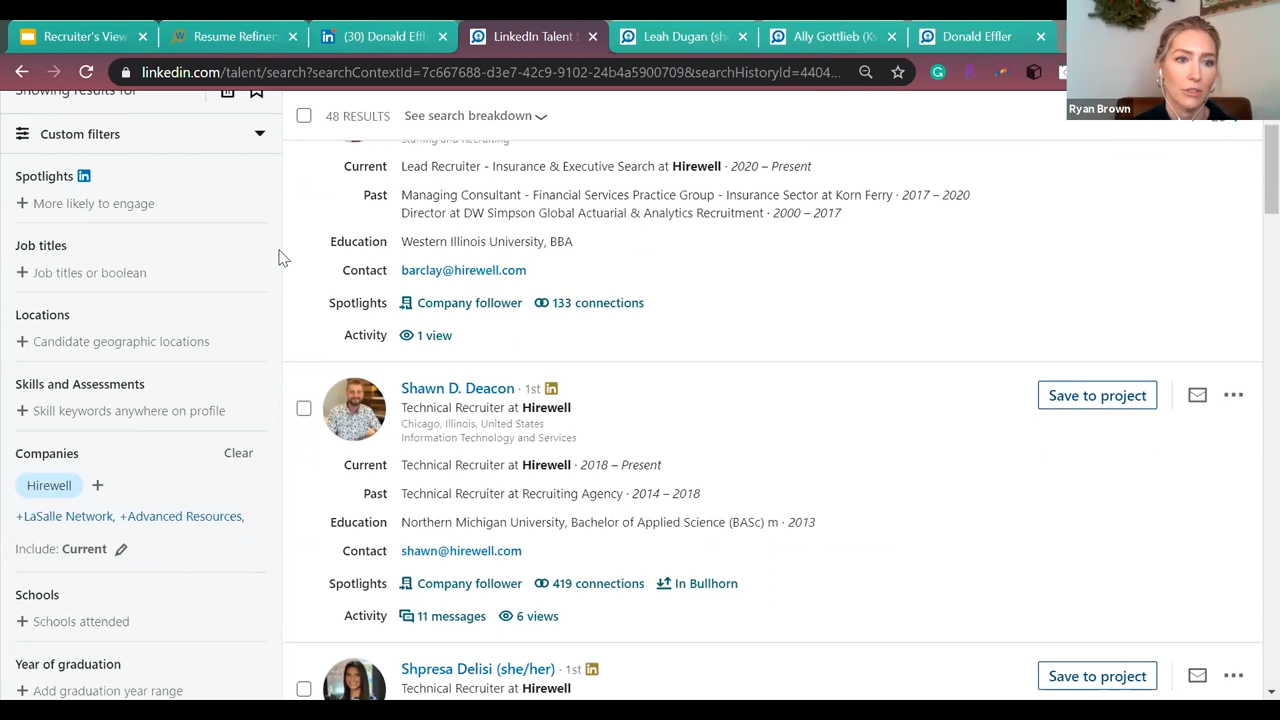 Recruiter's View
Resume Refiner
(30) Donald Effl
LinkedIn Talent S
Leah Dugan (sh
Ally Gottlieb (K
Donald Effler
linkedin.com/talent/search?searchContextId=7c667688-d3e7-42c9-9102-24b4a5900709&searchHistoryId=4404...
Ryan Brown
Showing results for
Custom filters
Spotlights
+ More likely to engage
Job titles
+ Job titles or boolean
Locations
+ Candidate geographic locations
Skills and Assessments
+ Skill keywords anywhere on profile
Companies
Clear
Hirewell +
+LaSalle Network, +Advanced Resources,
Include: Current
Schools
+ Schools attended
Year of graduation
+ Add graduation year range
48 RESULTS See search breakdown
Staffing and Recruiting
Current Lead Recruiter - Insurance & Executive Search at Hirewell · 2020 – Present
Past Managing Consultant - Financial Services Practice Group - Insurance Sector at Korn Ferry · 2017 – 2020
Director at DW Simpson Global Actuarial & Analytics Recruitment · 2000 – 2017
Education Western Illinois University, BBA
Contact barclay@hirewell.com
Spotlights Company follower 133 connections
Activity 1 view
Shawn D. Deacon · 1st in
Save to project
Technical Recruiter at Hirewell
Chicago, Illinois, United States
Information Technology and Services
Current Technical Recruiter at Hirewell · 2018 – Present
Past Technical Recruiter at Recruiting Agency · 2014 – 2018
Education Northern Michigan University, Bachelor of Applied Science (BASc) m · 2013
Contact shawn@hirewell.com
Spotlights Company follower 419 connections In Bullhorn
Activity 11 messages 6 views
Shpresa Delisi (she/her) · 1st in
Save to project
Technical Recruiter at Hirewell